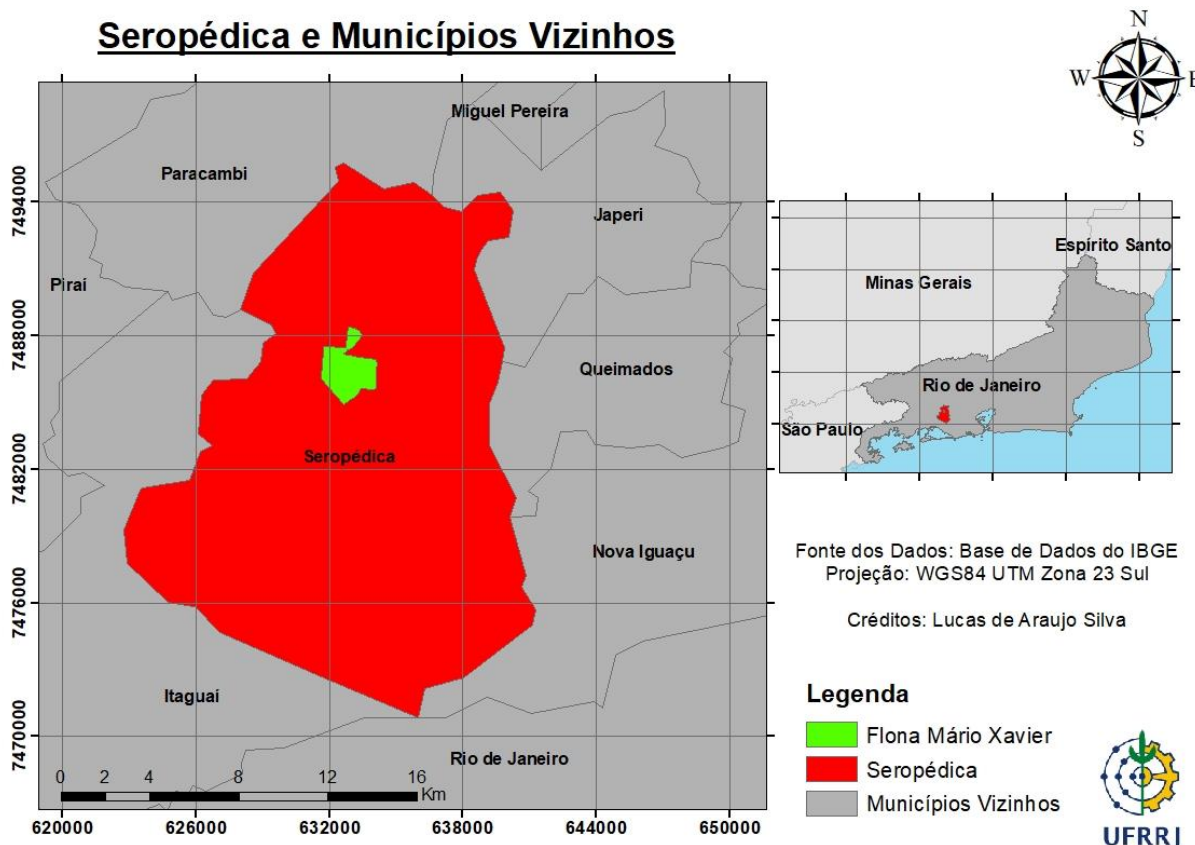 Seropédica e Municípios Vizinhos
N
W
E
S
Miguel Pereira
Paracambi
Japeri
Piraí
Queimados
Seropédica
Nova Iguaçu
Itaguaí
Rio de Janeiro
7494000
7488000
7482000
7476000
7470000
0 2 4 8 12 16
Km
620000 626000 632000 638000 644000 650000
Espírito Santo
Minas Gerais
Rio de Janeiro
São Paulo
Fonte dos Dados: Base de Dados do IBGE
Projeção: WGS84 UTM Zona 23 Sul
Créditos: Lucas de Araujo Silva
Legenda
Flona Mário Xavier
Seropédica
Municípios Vizinhos
UFRRJ